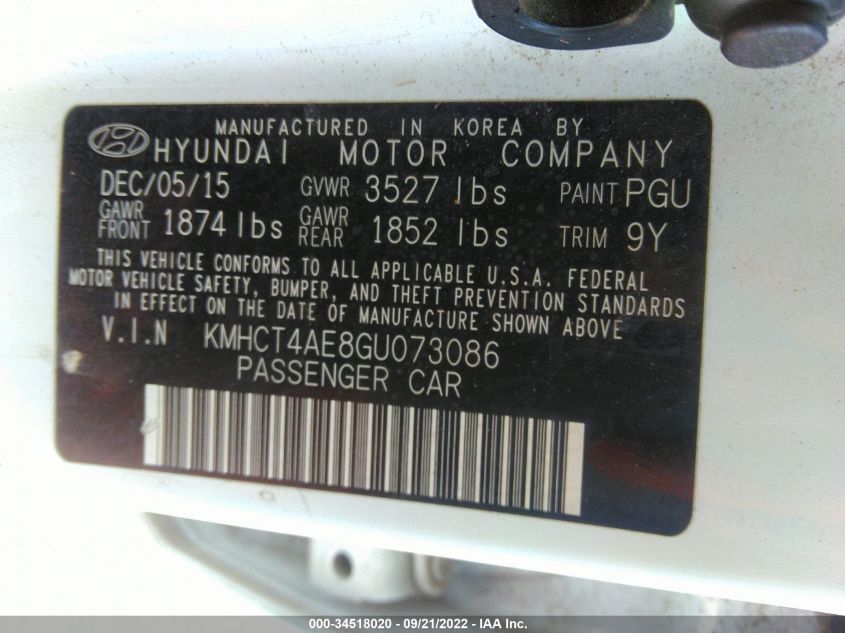 MANUFACTURED IN KOREA BY
HYUNDAI MOTOR COMPANY
DEC/05/15 GVWR 3527 lbs PAINT PGU
GAWR FRONT 1874 lbs GAWR REAR 1852 lbs TRIM 9Y
THIS VEHICLE CONFORMS TO ALL APPLICABLE U.S.A. FEDERAL
MOTOR VEHICLE SAFETY, BUMPER, AND THEFT PREVENTION STANDARDS
IN EFFECT ON THE DATE OF MANUFACTURE SHOWN ABOVE
V.I.N KMHCT4AE8GU073086
PASSENGER CAR
000-34518020 - 09/21/2022 - IAA Inc.